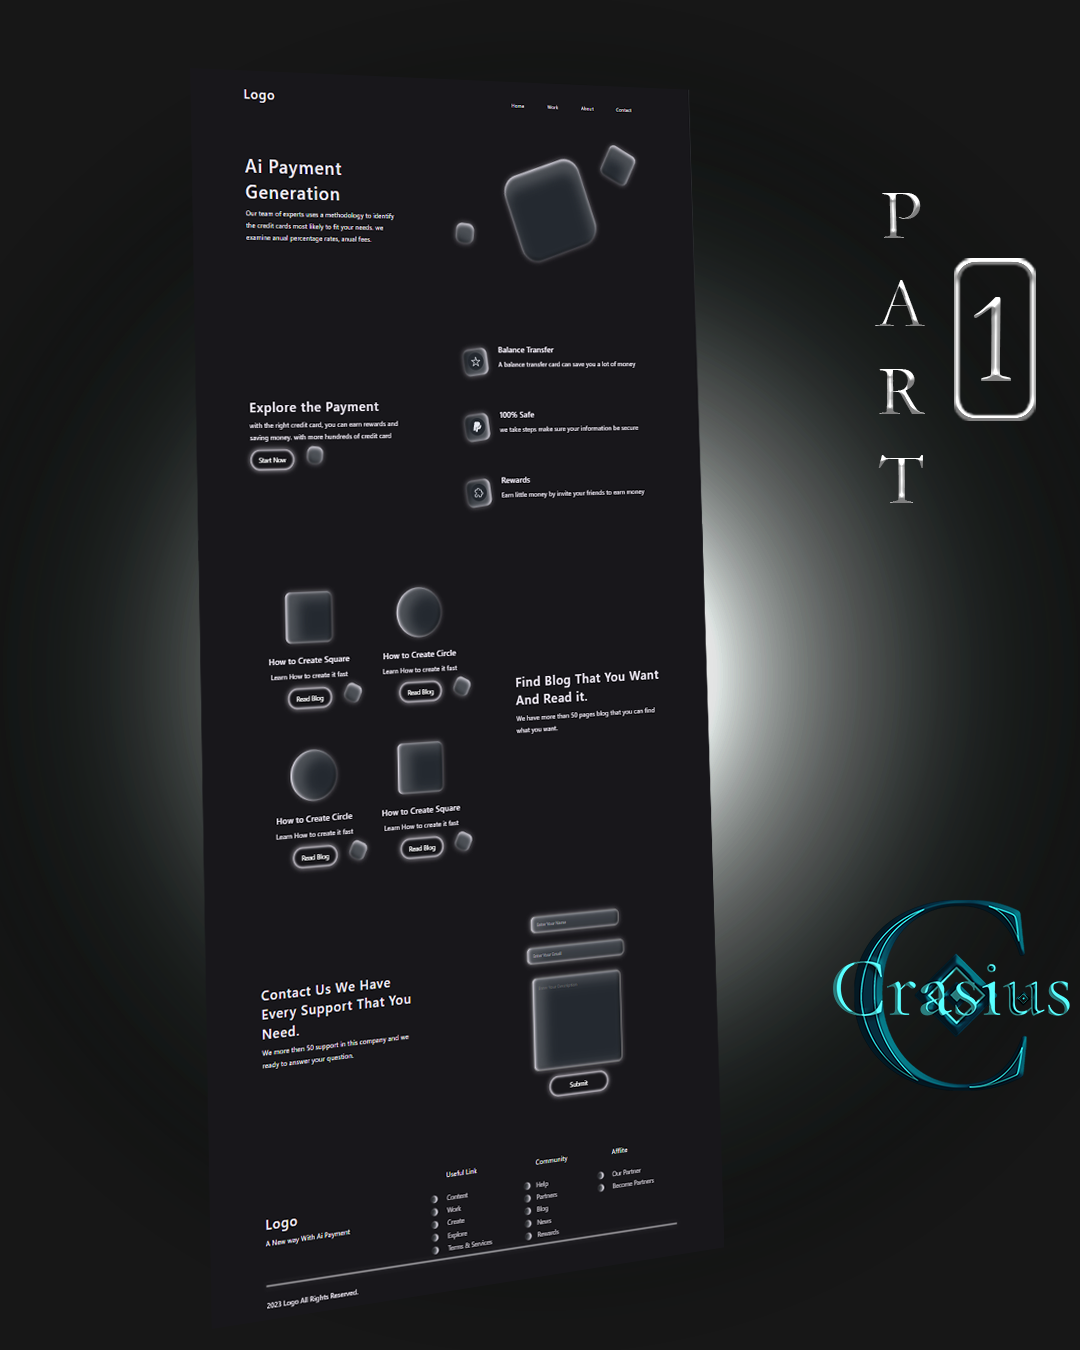 Logo
Home Work About Contact
Ai Payment
Generation
Our team of experts uses a methodology to identify
the credit cards most likely to fit your needs. we
examine anual percentage rates, anual fees.
Balance Transfer
A balance transfer card can save you a lot of money
Explore the Payment
with the right credit card, you can earn rewards and
saving money. with more hundreds of credit card
Start Now
100% Safe
we take steps make sure your information be secure
Rewards
Earn little money by invite your friends to earn money
How to Create Square
Learn How to create it fast
Read Blog
How to Create Circle
Learn How to create it fast
Read Blog
How to Create Circle
Learn How to create it fast
Read Blog
How to Create Square
Learn How to create it fast
Read Blog
Find Blog That You Want
And Read it.
We have more than 50 pages blog that you can find
what you want.
Contact Us We Have
Every Support That You
Need.
We more then 50 support in this company and we
ready to answer your question.
Enter Your Name
Enter Your Email
Enter Your Description
Submit
Logo
A New way With Ai Payment
Useful Link
Content
Work
Create
Explore
Terms & Services
Community
Help
Partners
Blog
News
Rewards
Affite
Our Partner
Become Partners
2023 Logo All Rights Reserved.
PART
1
C
Crasius